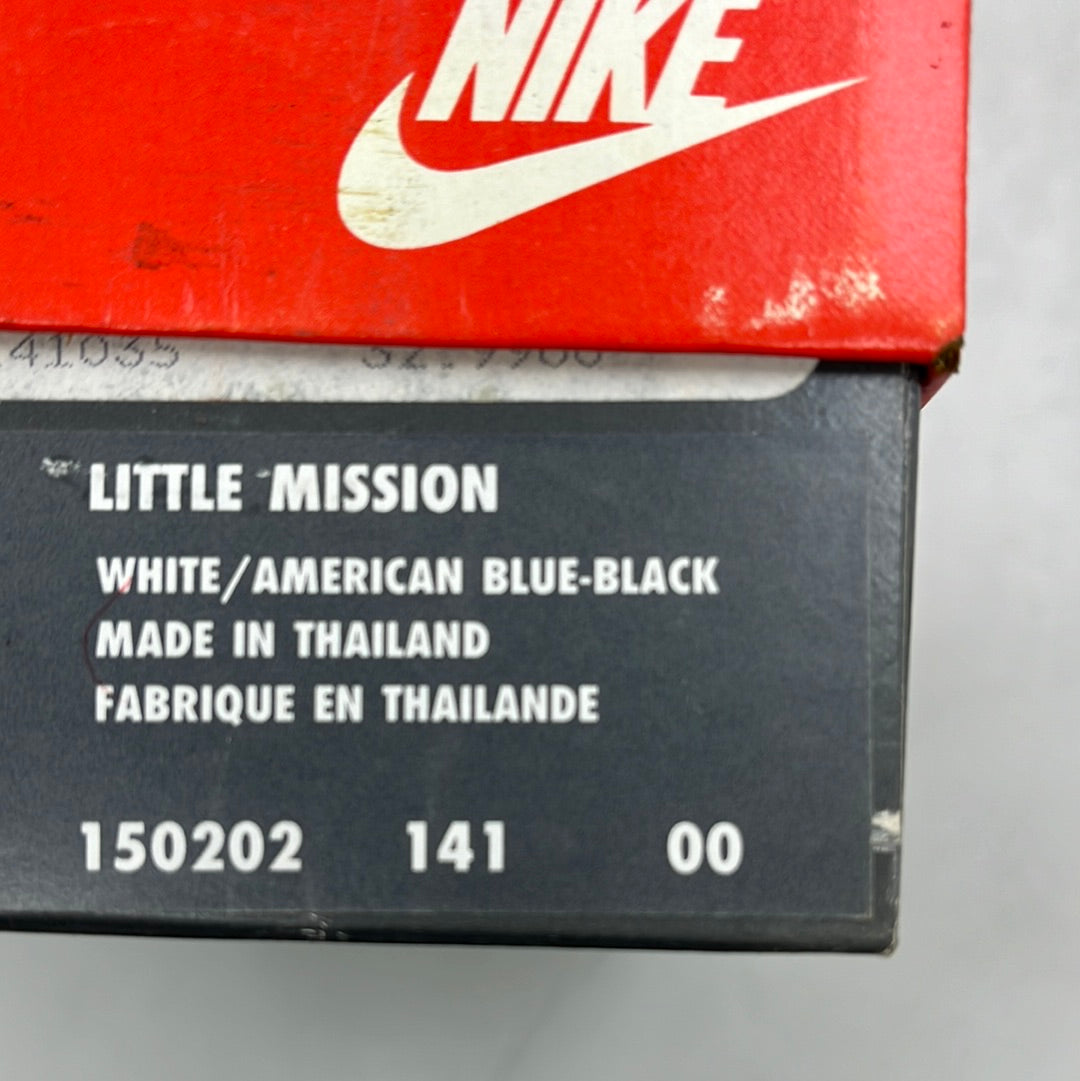 NIKE
LITTLE MISSION
WHITE/AMERICAN BLUE-BLACK
MADE IN THAILAND
FABRIQUE EN THAILANDE
150202 141 00